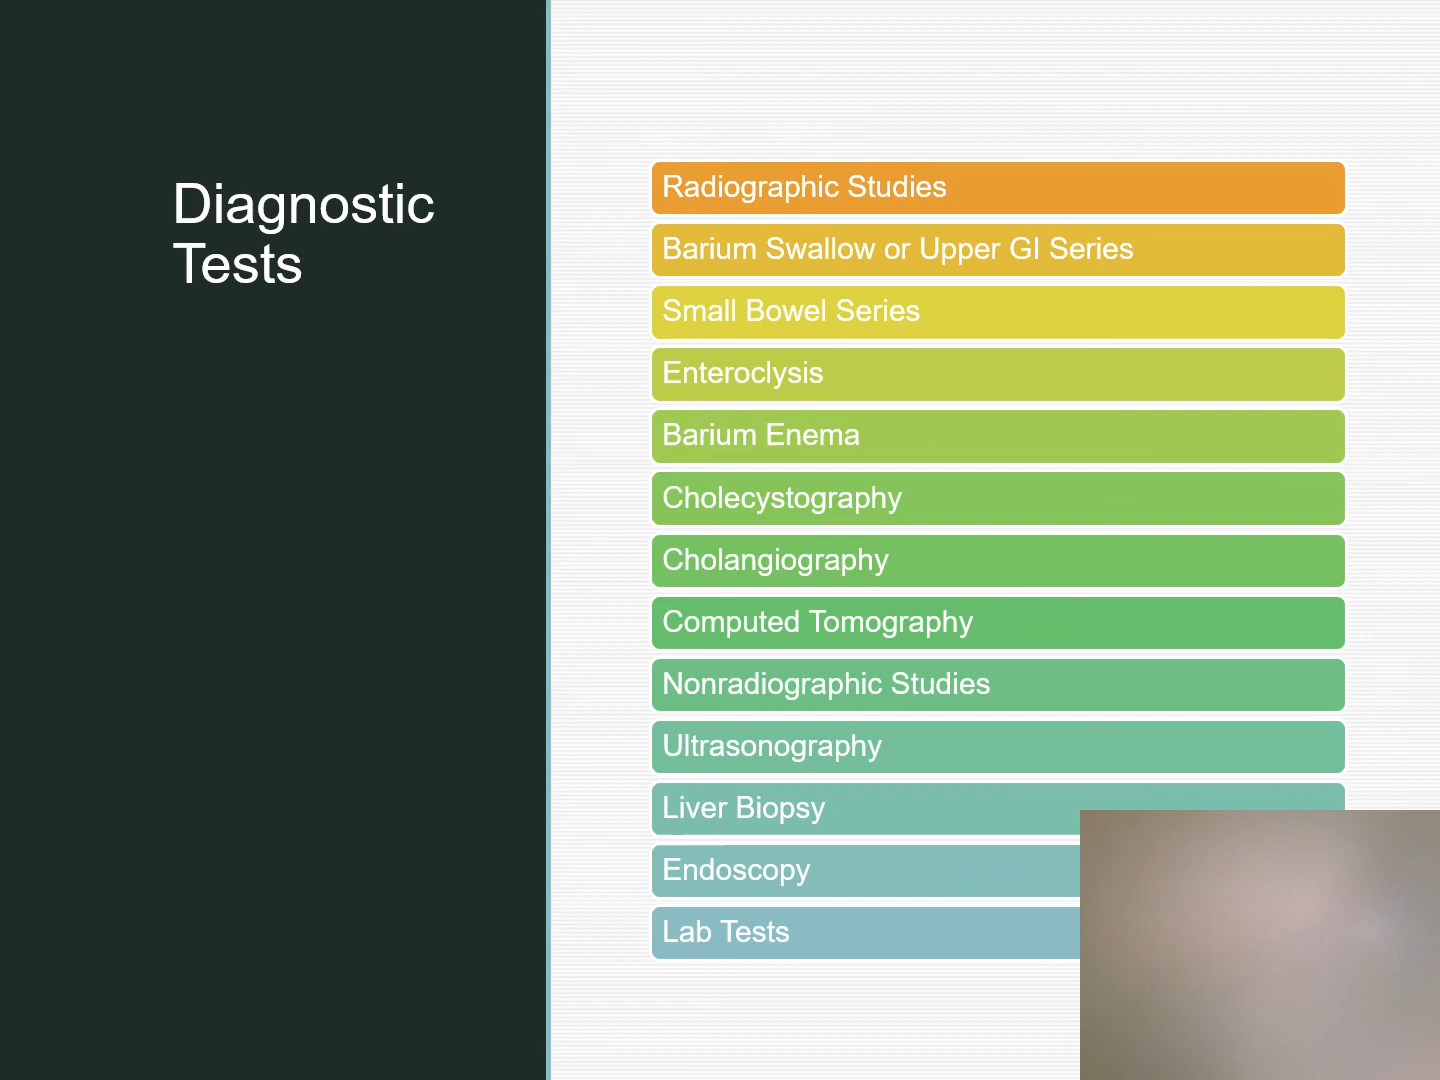 Diagnostic
Tests
Radiographic Studies
Barium Swallow or Upper GI Series
Small Bowel Series
Enteroclysis
Barium Enema
Cholecystography
Cholangiography
Computed Tomography
Nonradiographic Studies
Ultrasonography
Liver Biopsy
Endoscopy
Lab Tests